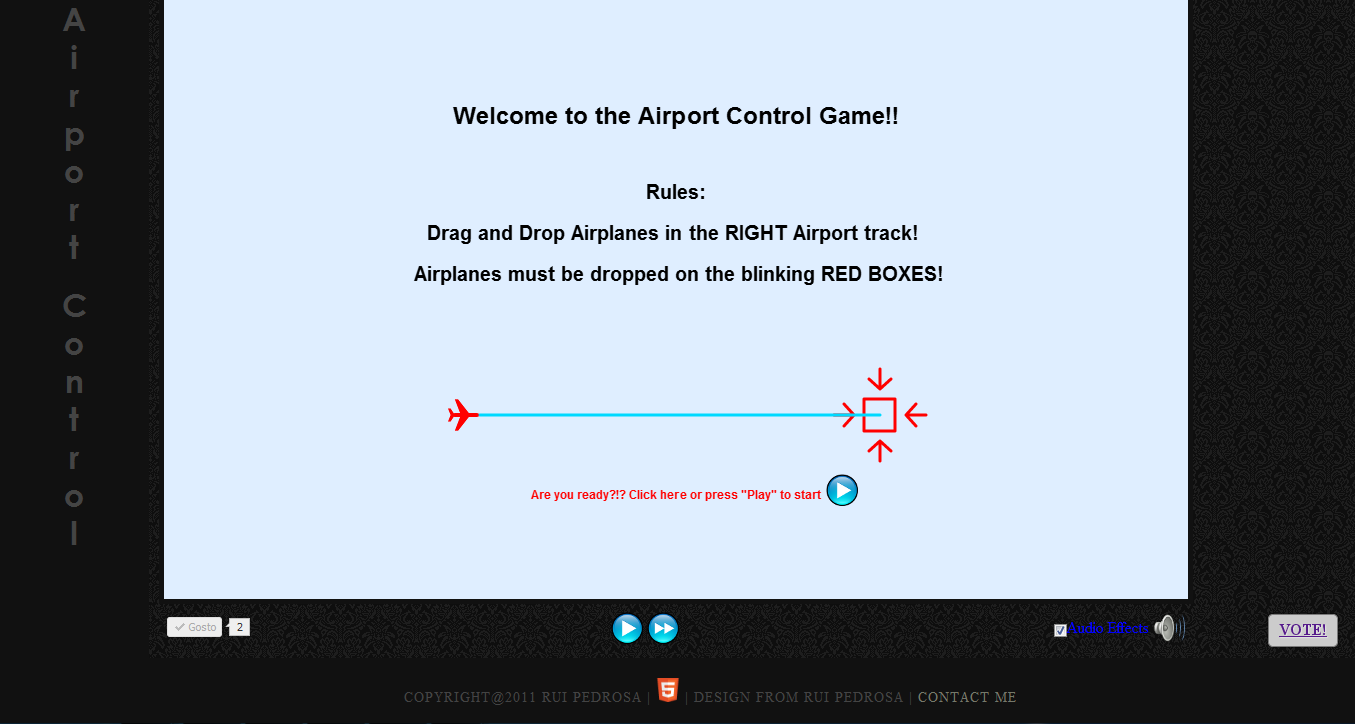 Airport Control
Welcome to the Airport Control Game!!
Rules:
Drag and Drop Airplanes in the RIGHT Airport track!
Airplanes must be dropped on the blinking RED BOXES!
Are you ready?!? Click here or press "Play" to start
Gosto 2
Audio Effects
VOTE!
COPYRIGHT@2011 RUI PEDROSA | 5 | DESIGN FROM RUI PEDROSA | CONTACT ME